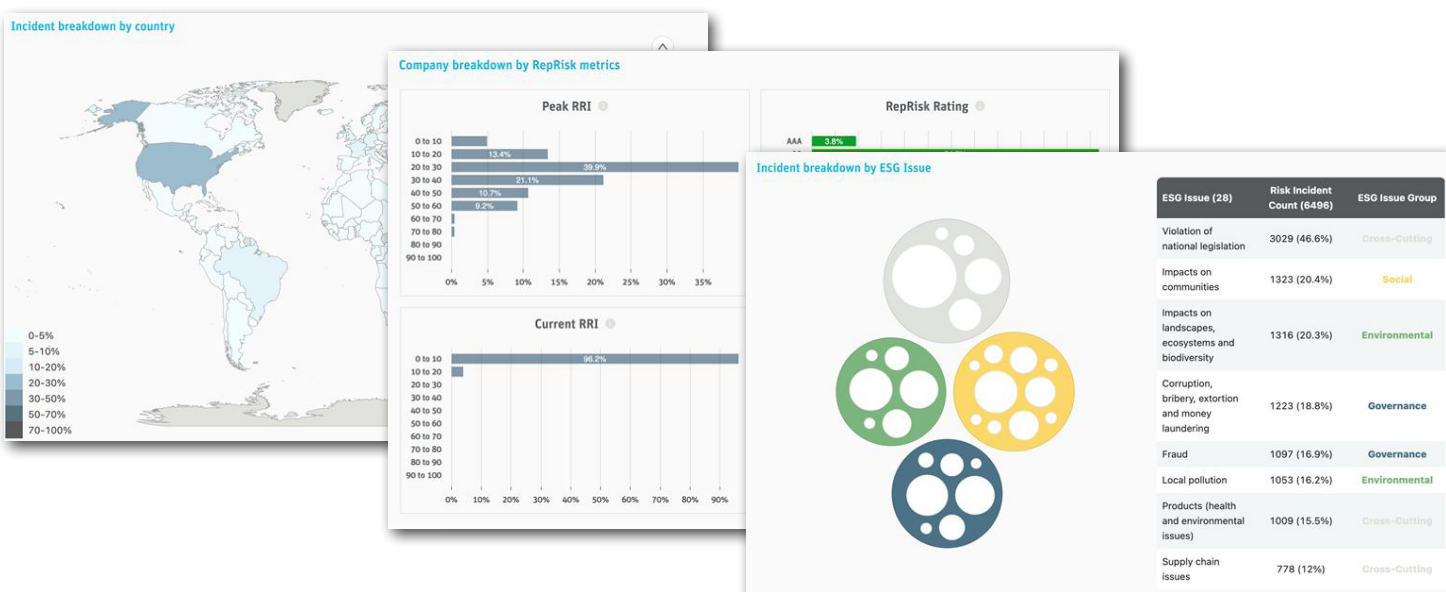 Incident breakdown by country
0-5%
5-10%
10-20%
20-30%
30-50%
50-70%
70-100%
Company breakdown by RepRisk metrics
Peak RRI
0 to 10
10 to 20
13.4%
20 to 30
39.9%
30 to 40
21.1%
40 to 50
10.7%
50 to 60
9.2%
60 to 70
70 to 80
80 to 90
90 to 100
0% 5% 10% 15% 20% 25% 30% 35%
RepRisk Rating
AAA
3.8%
Current RRI
0 to 10
96.2%
10 to 20
20 to 30
30 to 40
40 to 50
50 to 60
60 to 70
70 to 80
80 to 90
90 to 100
0% 10% 20% 30% 40% 50% 60% 70% 80% 90%
Incident breakdown by ESG Issue
ESG Issue (28)
Risk Incident
Count (6496)
ESG Issue Group
Violation of
national legislation
3029 (46.6%)
Cross-Cutting
Impacts on
communities
1323 (20.4%)
Social
Impacts on
landscapes,
ecosystems and
biodiversity
1316 (20.3%)
Environmental
Corruption,
bribery, extortion
and money
laundering
1223 (18.8%)
Governance
Fraud
1097 (16.9%)
Governance
Local pollution
1053 (16.2%)
Environmental
Products (health
and environmental
issues)
1009 (15.5%)
Cross-Cutting
Supply chain
issues
778 (12%)
Cross-Cutting